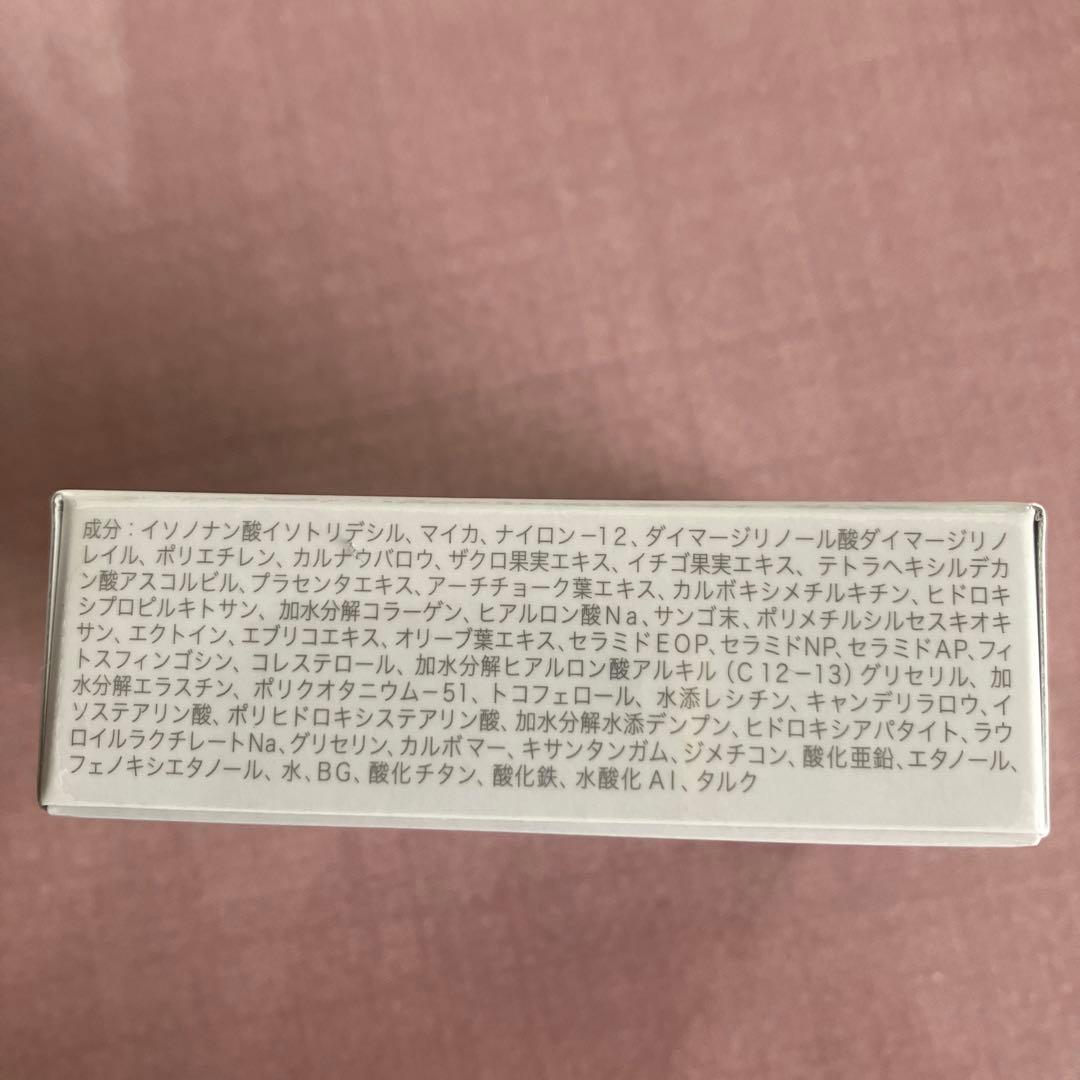 成分：イソノナン酸イソトリデシル、マイカ、ナイロン－12、ダイマージリノール酸ダイマージリノ
レイル、ポリエチレン、カルナウバロウ、ザクロ果実エキス、イチゴ果実エキス、テトラヘキシルデカ
ン酸アスコルビル、プラセンタエキス、アーチチョーク葉エキス、カルボキシメチルキチン、ヒドロキ
シプロピルキトサン、加水分解コラーゲン、ヒアルロン酸Na、サンゴ末、ポリメチルシルセスキオキ
サン、エクトイン、エブリコエキス、オリーブ葉エキス、セラミドEOP、セラミドNP、セラミドAP、フィ
トスフィンゴシン、コレステロール、加水分解ヒアルロン酸アルキル（C12－13）グリセリル、加
水分解エラスチン、ポリクオタニウム－51、トコフェロール、水添レシチン、キャンデリラロウ、イ
ソステアリン酸、ポリヒドロキシステアリン酸、加水分解水添デンプン、ヒドロキシアパタイト、ラウ
ロイルラクチレートNa、グリセリン、カルボマー、キサンタンガム、ジメチコン、酸化亜鉛、エタノール、
フェノキシエタノール、水、BG、酸化チタン、酸化鉄、水酸化Al、タルク